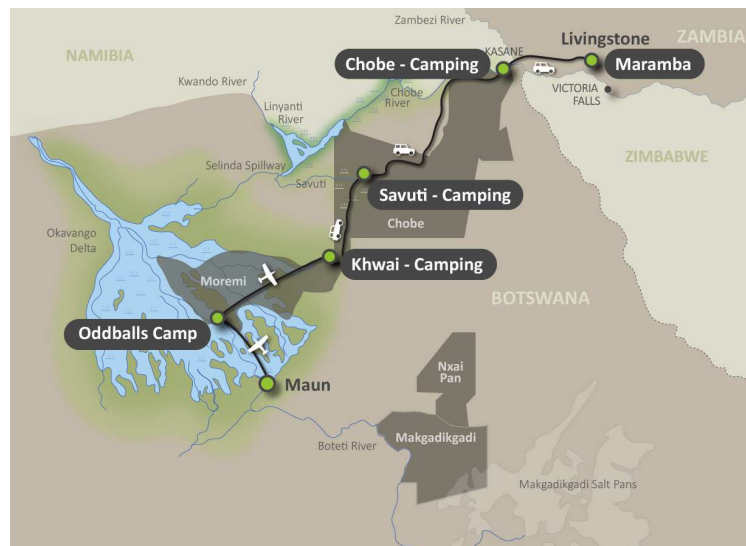 Zambezi River
NAMIBIA
Livingstone
ZAMBIA
KASANE
Chobe - Camping
Maramba
Kwando River
VICTORIA
FALLS
Chobe
River
Linyanti
River
ZIMBABWE
Selinda Spillway
Savuti
Savuti - Camping
Chobe
Okavango
Delta
Khwai - Camping
Moremi
BOTSWANA
Oddballs Camp
Nxai
Pan
Maun
Makgadikgadi
Boteti River
Makgadikgadi Salt Pans